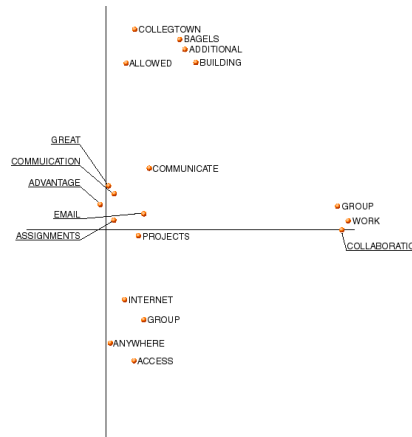 COLLEGTOWN
BAGELS
ADDITIONAL
ALLOWED
BUILDING
GREAT
COMMUICATION
COMMUNICATE
ADVANTAGE
GROUP
EMAIL
WORK
ASSIGNMENTS
PROJECTS
COLLABORATIO
INTERNET
GROUP
ANYWHERE
ACCESS